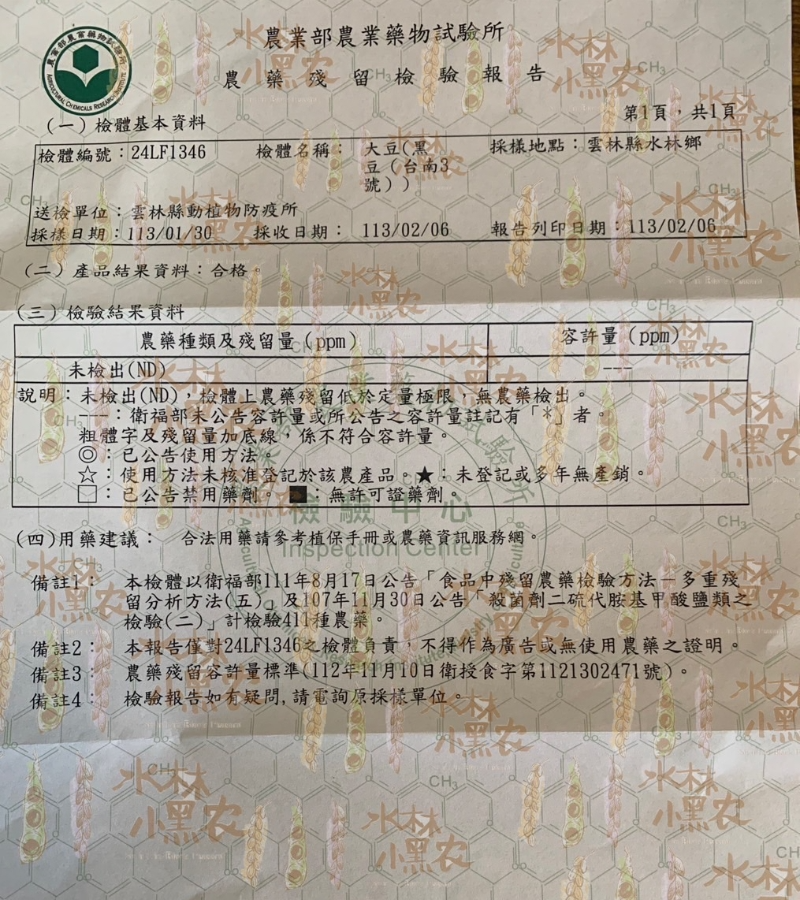 農業部農業藥物試驗所
農藥殘留檢驗報告
第1頁，共1頁
(一)檢體基本資料
檢體編號：24LF1346 檢體名稱： 大豆(黑豆(台南3號)) 採樣地點：雲林縣水林鄉
送檢單位：雲林縣動植物防疫所
採樣日期：113/01/30 採收日期： 113/02/06 報告列印日期：113/02/06
(二)產品結果資料：合格。
(三)檢驗結果資料
農藥種類及殘留量(ppm) 容許量(ppm)
未檢出(ND) ---
說明：未檢出(ND)，檢體上農藥殘留低於定量極限，無農藥檢出。
---：衛福部未公告容許量或所公告之容許量註記有「*」者。
粗體字及殘留量加底線，係不符合容許量。
◎：已公告使用方法。
☆：使用方法未核准登記於該農產品。★：未登記或多年無產銷。
□：已公告禁用藥劑。■：無許可證藥劑。
檢驗中心
Inspection Center
(四)用藥建議： 合法用藥請參考植保手冊或農藥資訊服務網。
備註1： 本檢體以衛福部111年8月17日公告「食品中殘留農藥檢驗方法－多重殘
留分析方法(五)」及107年11月30日公告「殺菌劑二硫代胺基甲酸鹽類之
檢驗(二)」計檢驗411種農藥。
備註2： 本報告僅對24LF1346之檢體負責，不得作為廣告或無使用農藥之證明。
備註3： 農藥殘留容許量標準(112年11月10日衛授食字第1121302471號)。
備註4： 檢驗報告如有疑問,請電詢原採樣單位。
水林
小黑农